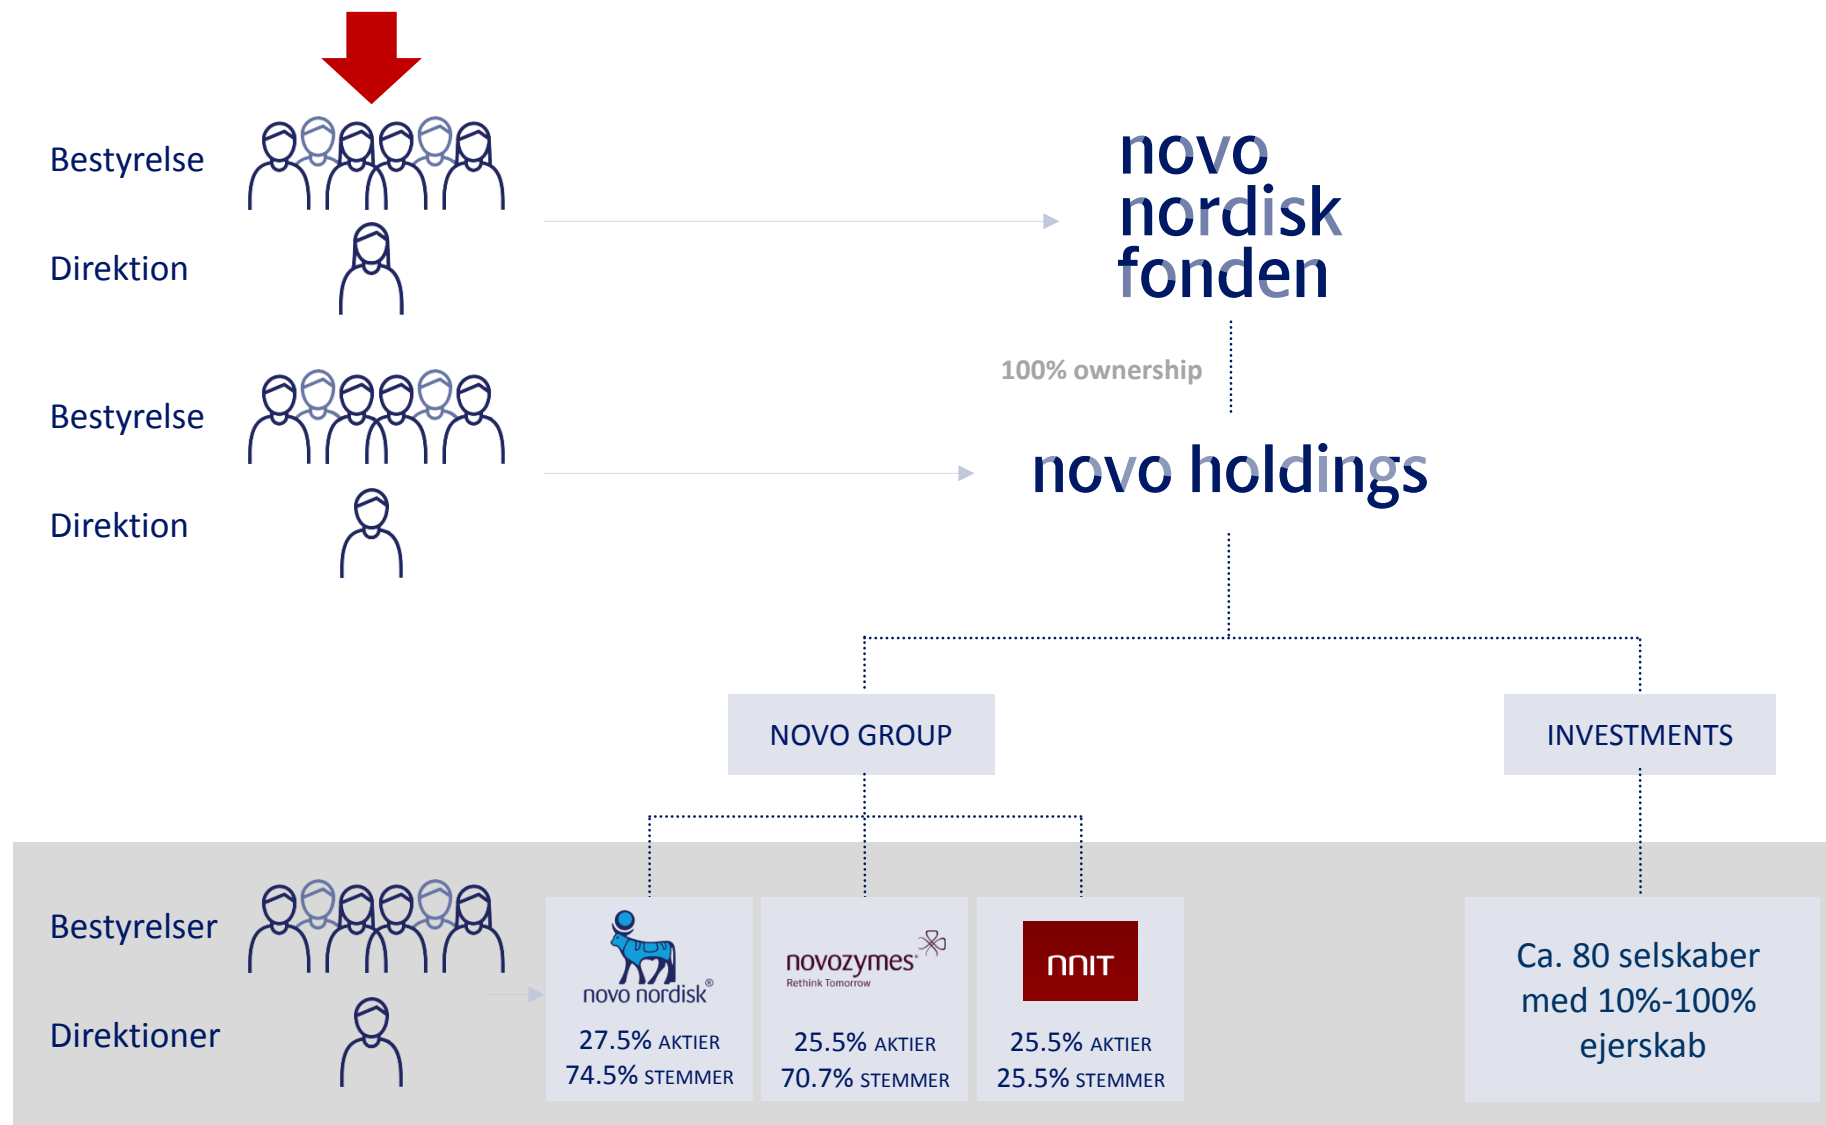 Bestyrelse
Direktion
novo
nordisk
fonden
100% ownership
Bestyrelse
Direktion
novo holdings
NOVO GROUP
INVESTMENTS
Bestyrelser
Direktioner
novo nordisk®
27.5% AKTIER
74.5% STEMMER
novozymes®
Rethink Tomorrow
25.5% AKTIER
70.7% STEMMER
nnit
25.5% AKTIER
25.5% STEMMER
Ca. 80 selskaber
med 10%-100%
ejerskab